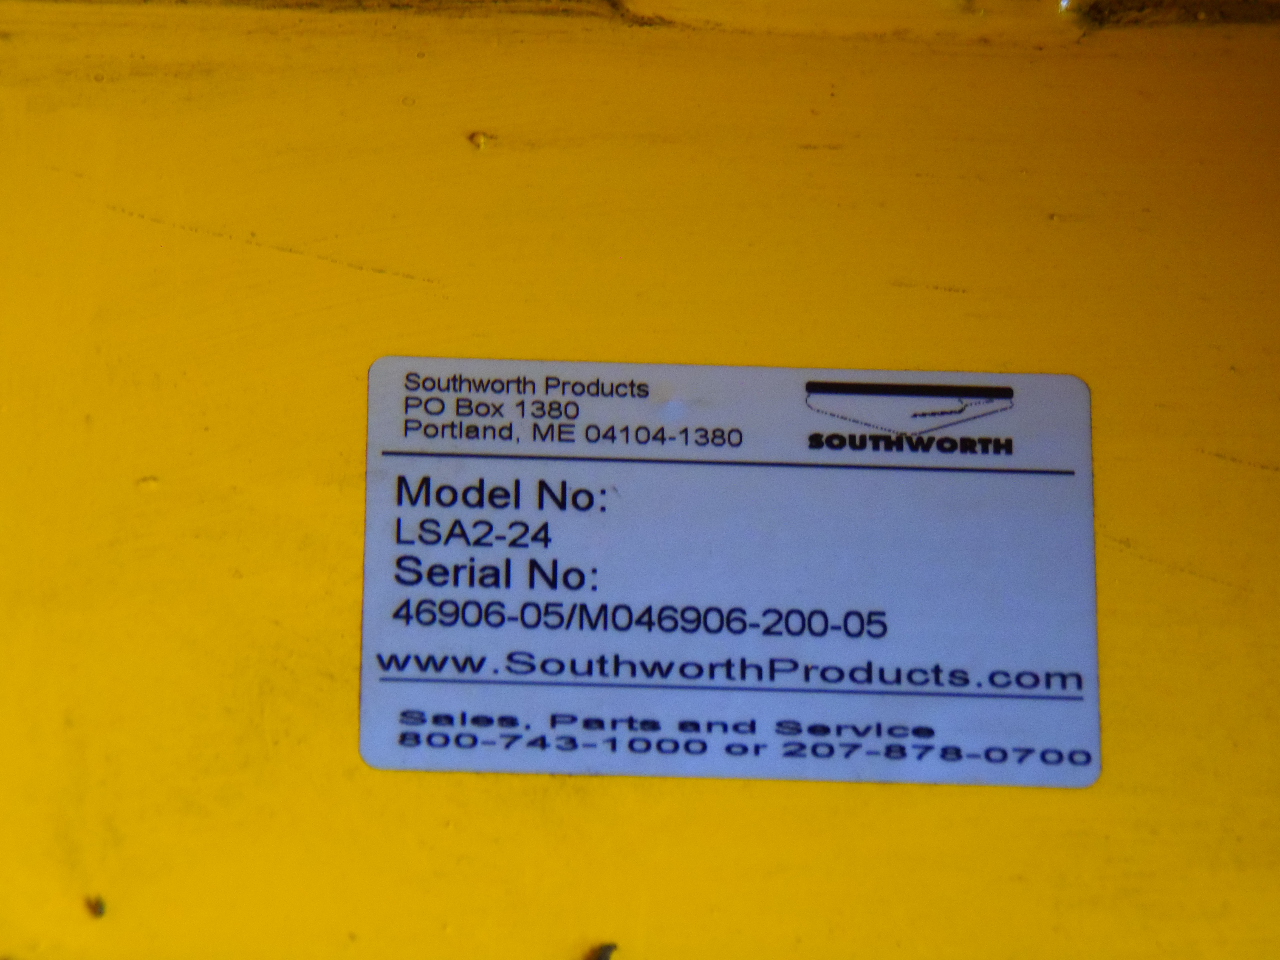 Southworth Products
PO Box 1380
Portland, ME 04104-1380
SOUTHWORTH
Model No:
LSA2-24
Serial No:
46906-05/M046906-200-05
www.SouthworthProducts.com
Sales, Parts and Service
800-743-1000 or 207-878-0700